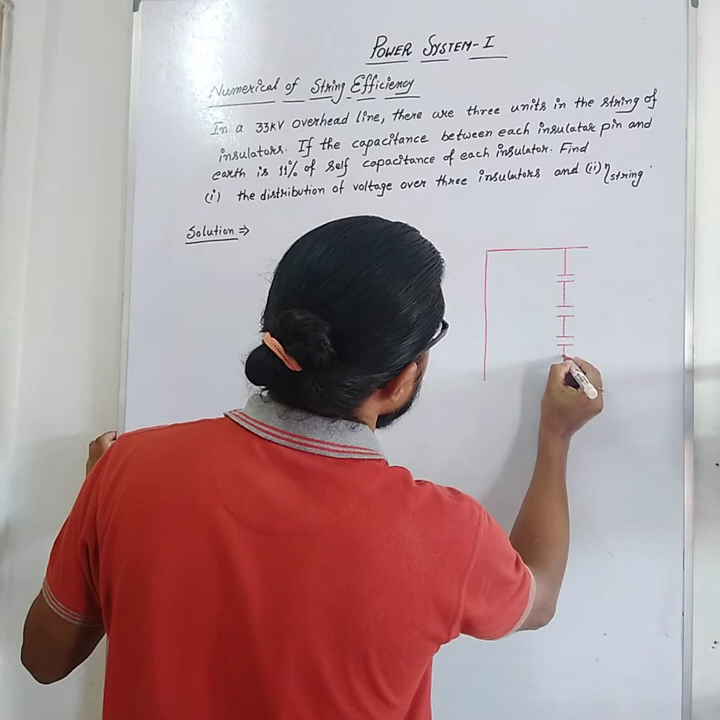 POWER SYSTEM-I
Numerical of String Efficiency
In a 33kV overhead line, there are three units in the string of
insulators. If the capacitance between each insulator pin and
earth is 11% of self capacitance of each insulator. Find
(i) the distribution of voltage over three insulators and (ii) η string.
Solution ⇒